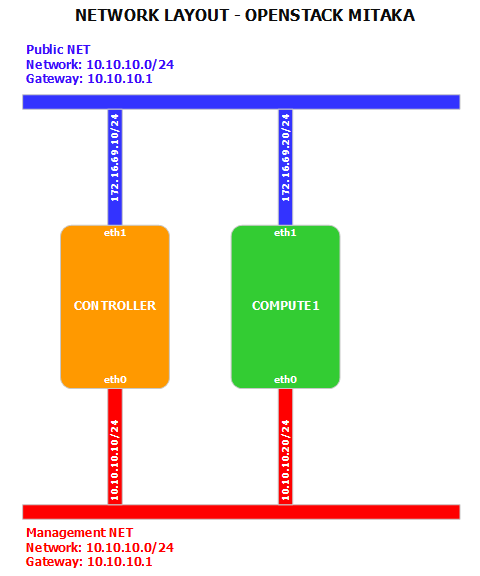 NETWORK LAYOUT - OPENSTACK MITAKA
Public NET
Network: 10.10.10.0/24
Gateway: 10.10.10.1
172.16.69.10/24
172.16.69.20/24
eth1
eth1
CONTROLLER
COMPUTE1
eth0
eth0
10.10.10.10/24
10.10.10.20/24
Management NET
Network: 10.10.10.0/24
Gateway: 10.10.10.1